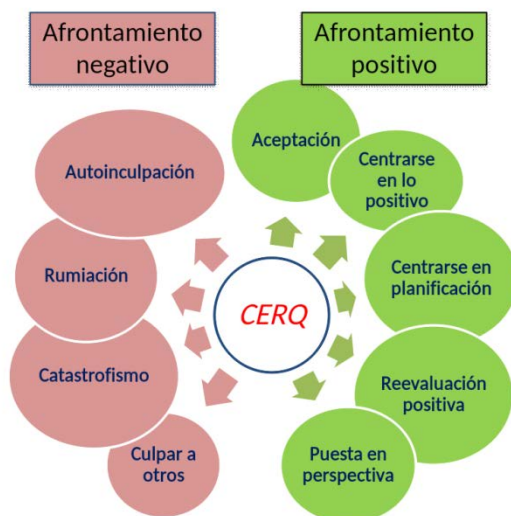 Afrontamiento
negativo
Afrontamiento
positivo
Autoinculpación
Rumiación
Catastrofismo
Culpar a
otros
CERQ
Aceptación
Centrarse
en lo
positivo
Centrarse en
planificación
Reevaluación
positiva
Puesta en
perspectiva